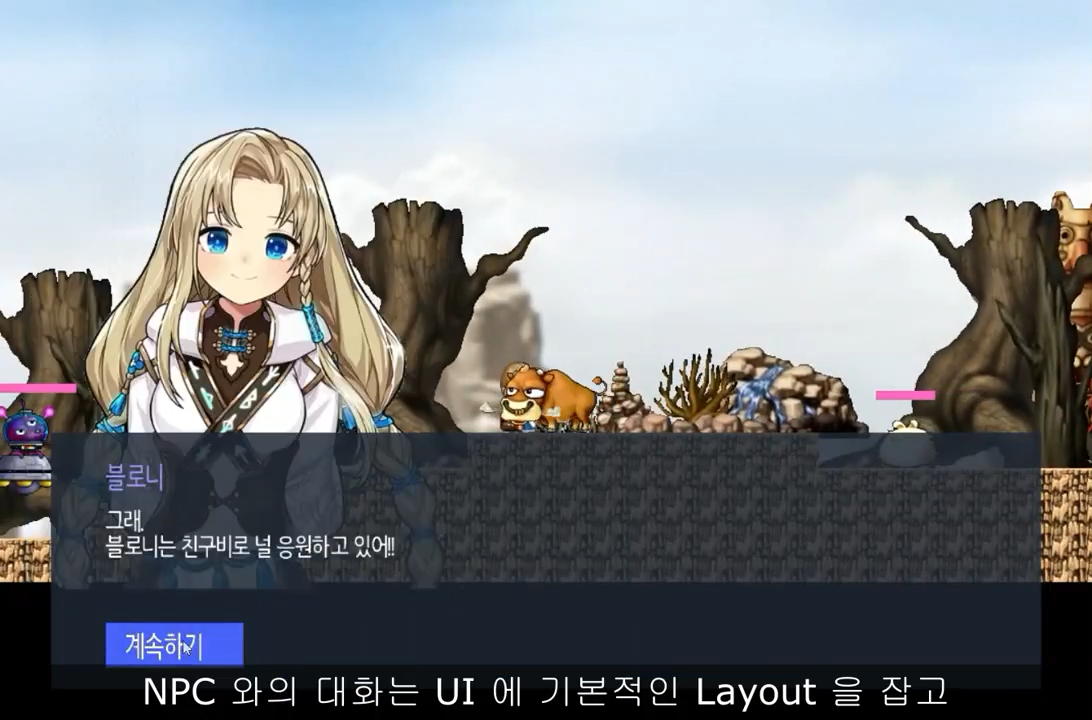 블로니
그래.
블로니는 친구비로 널 응원하고 있어!!
계속하기
NPC 와의 대화는 UI 에 기본적인 Layout 을 잡고